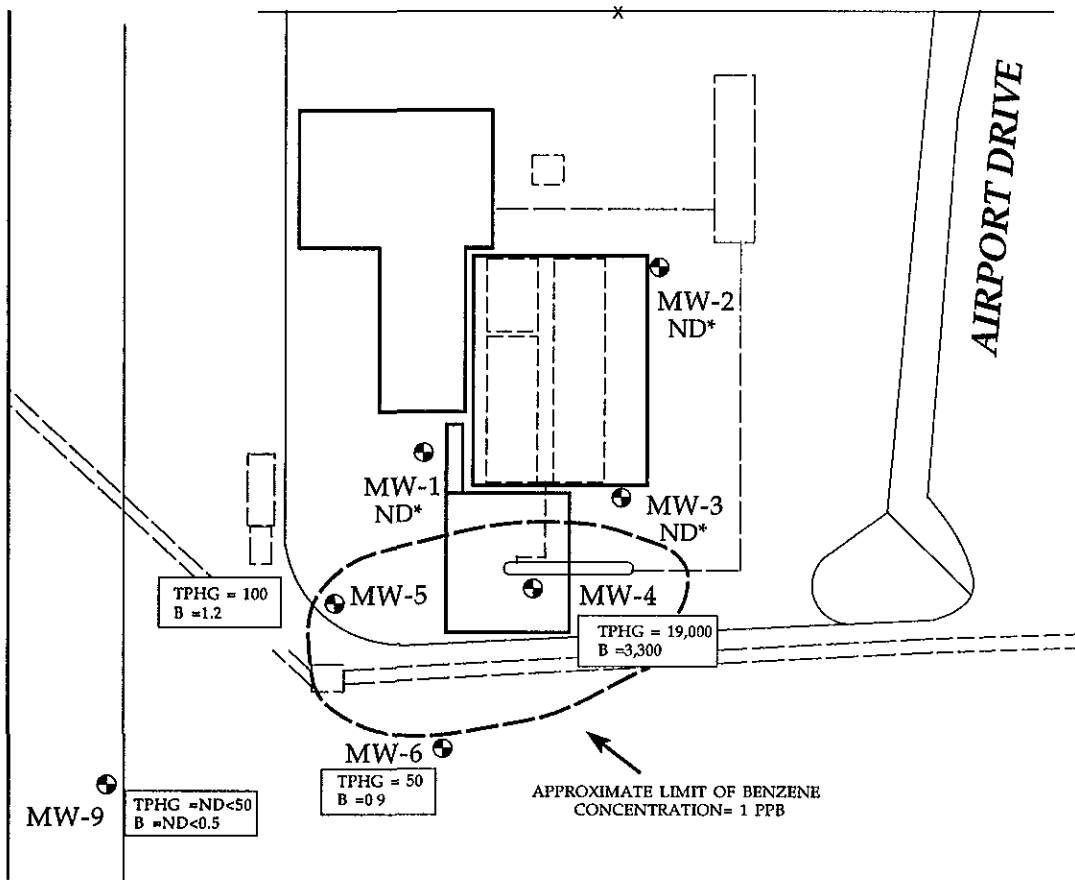 X
AIRPORT DRIVE
MW-2
ND*
MW-1
ND*
MW-3
ND*
MW-5
MW-4
TPHG = 100
B =1.2
TPHG = 19,000
B =3,300
MW-6
TPHG = 50
B =0 9
APPROXIMATE LIMIT OF BENZENE
CONCENTRATION= 1 PPB
MW-9
TPHG =ND<50
B =ND<0.5